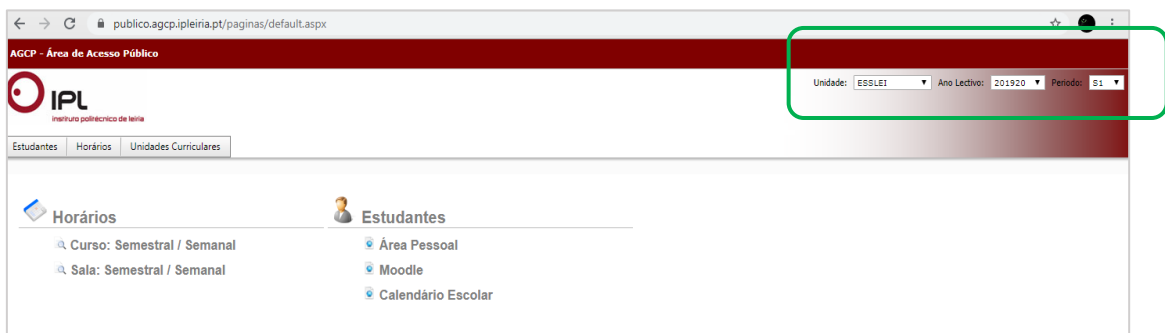 publico.agcp.ipleiria.pt/paginas/default.aspx
AGCP - Área de Acesso Público
Unidade: ESSLEI Ano Lectivo: 201920 Periodo: S1
IPL
instituto politécnico de leiria
Estudantes Horários Unidades Curriculares
Horários
Curso: Semestral / Semanal
Sala: Semestral / Semanal
Estudantes
Área Pessoal
Moodle
Calendário Escolar